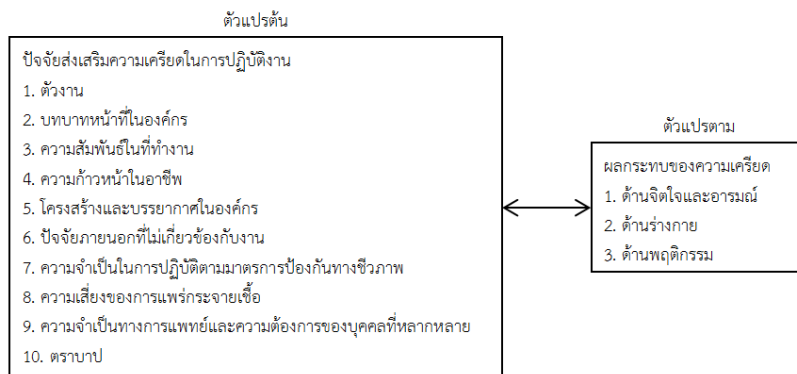 ตัวแปรต้น
ปัจจัยส่งเสริมความเครียดในการปฏิบัติงาน
1. ตัวงาน
2. บทบาทหน้าที่ในองค์กร
3. ความสัมพันธ์ในที่ทำงาน
4. ความก้าวหน้าในอาชีพ
5. โครงสร้างและบรรยากาศในองค์กร
6. ปัจจัยภายนอกที่ไม่เกี่ยวข้องกับงาน
7. ความจำเป็นในการปฏิบัติตามมาตรการป้องกันทางชีวภาพ
8. ความเสี่ยงของการแพร่กระจายเชื้อ
9. ความจำเป็นทางการแพทย์และความต้องการของบุคคลที่หลากหลาย
10. ตราบาป
ตัวแปรตาม
ผลกระทบของความเครียด
1. ด้านจิตใจและอารมณ์
2. ด้านร่างกาย
3. ด้านพฤติกรรม